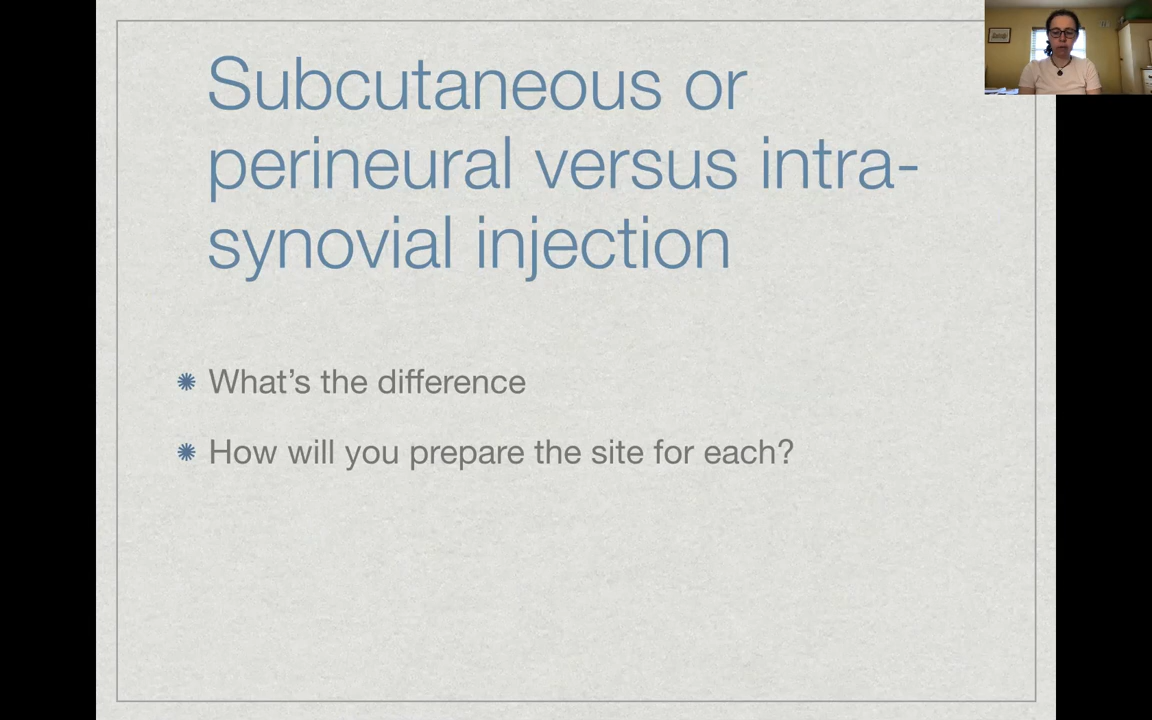 Subcutaneous or
perineural versus intra-
synovial injection
What’s the difference
How will you prepare the site for each?